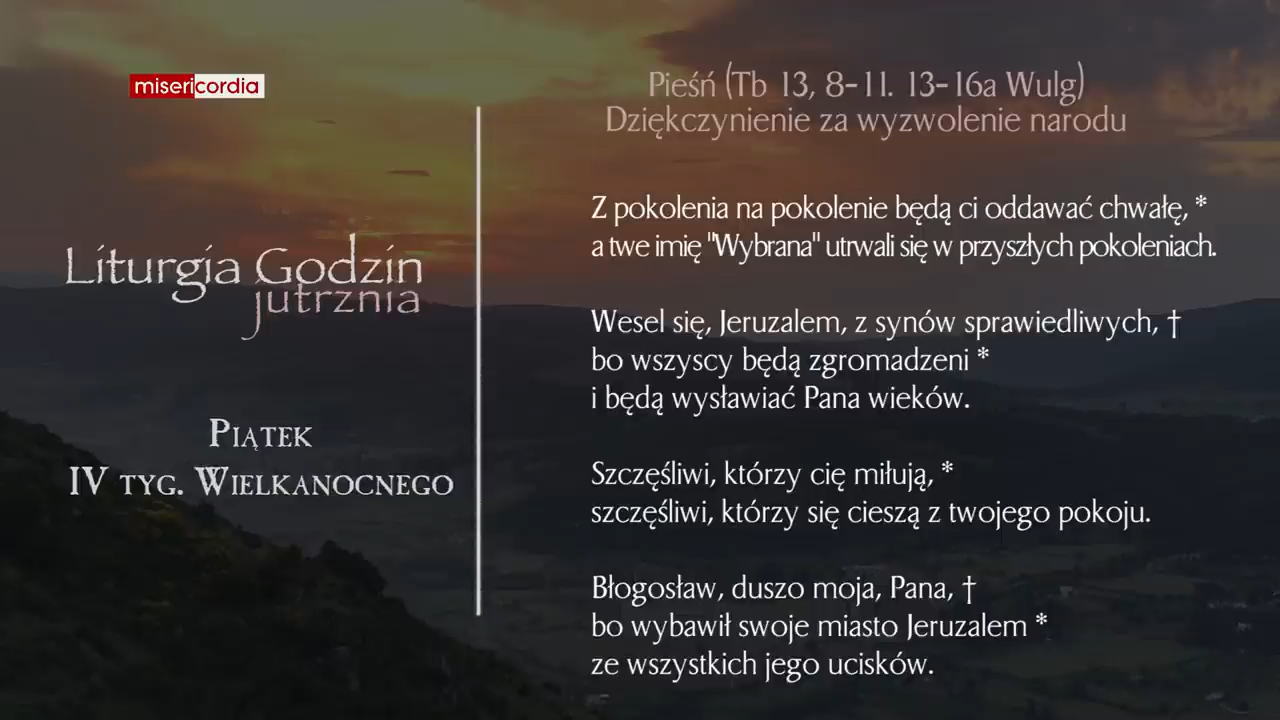 misericordia
Liturgia Godzin
jutrznia
Piątek
IV tyg. Wielkanocnego
Pieśń (Tb 13, 8-11. 13-16a Wulg)
Dziękczynienie za wyzwolenie narodu
Z pokolenia na pokolenie będą ci oddawać chwałę, *
a twe imię "Wybrana" utrwali się w przyszłych pokoleniach.
Wesel się, Jeruzalem, z synów sprawiedliwych, †
bo wszyscy będą zgromadzeni *
i będą wysławiać Pana wieków.
Szczęśliwi, którzy cię miłują, *
szczęśliwi, którzy się cieszą z twojego pokoju.
Błogosław, duszo moja, Pana, †
bo wybawił swoje miasto Jeruzalem *
ze wszystkich jego ucisków.